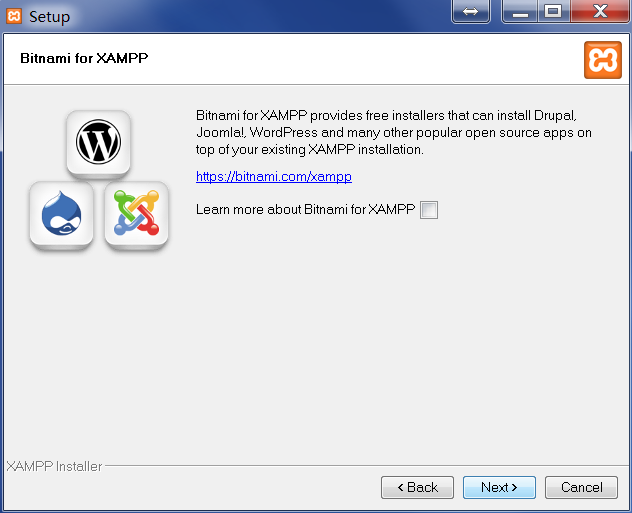 Setup
Bitnami for XAMPP
Bitnami for XAMPP provides free installers that can install Drupal,
Joomla!, WordPress and many other popular open source apps on
top of your existing XAMPP installation.
https://bitnami.com/xampp
Learn more about Bitnami for XAMPP
XAMPP Installer
< Back
Next >
Cancel